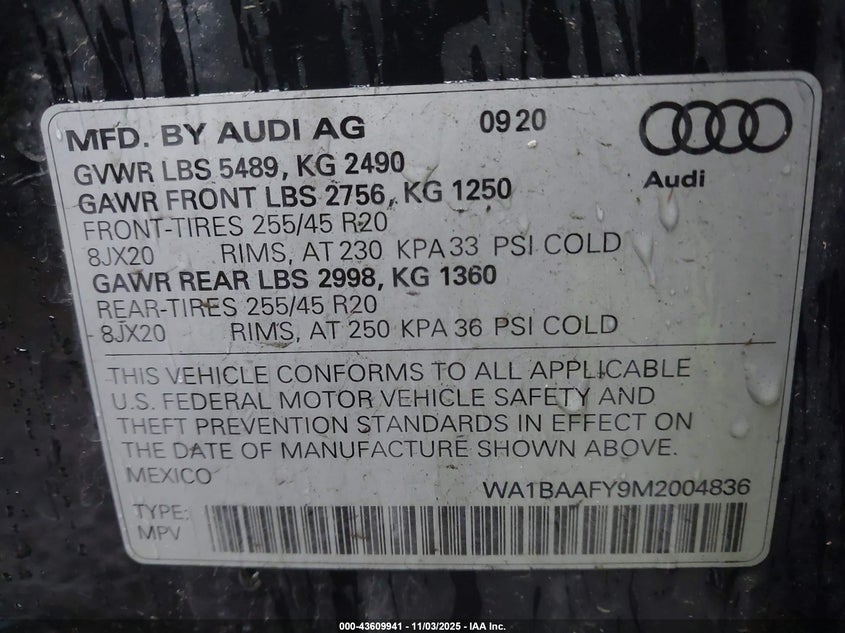 MFD. BY AUDI AG 09 20
Audi
GVWR LBS 5489, KG 2490
GAWR FRONT LBS 2756, KG 1250
FRONT-TIRES 255/45 R20
8JX20 RIMS, AT 230 KPA 33 PSI COLD
GAWR REAR LBS 2998, KG 1360
REAR-TIRES 255/45 R20
8JX20 RIMS, AT 250 KPA 36 PSI COLD
THIS VEHICLE CONFORMS TO ALL APPLICABLE
U.S. FEDERAL MOTOR VEHICLE SAFETY AND
THEFT PREVENTION STANDARDS IN EFFECT ON
THE DATE OF MANUFACTURE SHOWN ABOVE.
MEXICO
WA1BAAFY9M2004836
TYPE:
MPV
000-43609941 - 11/03/2025 - IAA Inc.